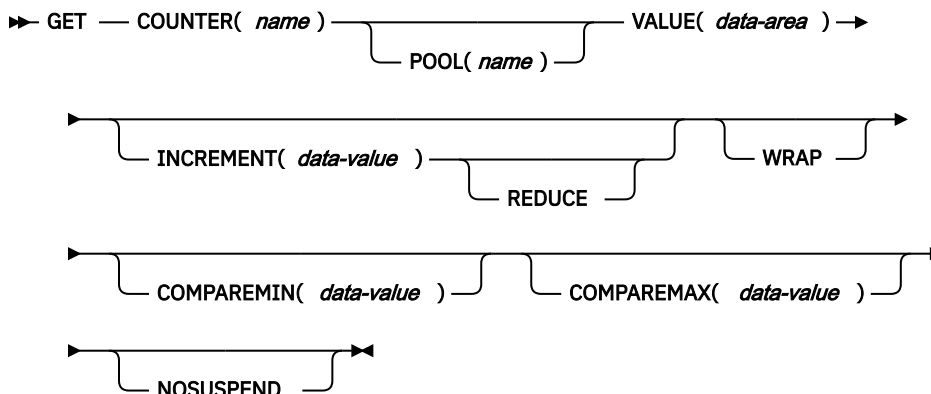 GET COUNTER( name ) VALUE( data-area )
POOL( name )
INCREMENT( data-value ) WRAP
REDUCE
COMPAREMIN( data-value ) COMPAREMAX( data-value )
NOSUSPEND